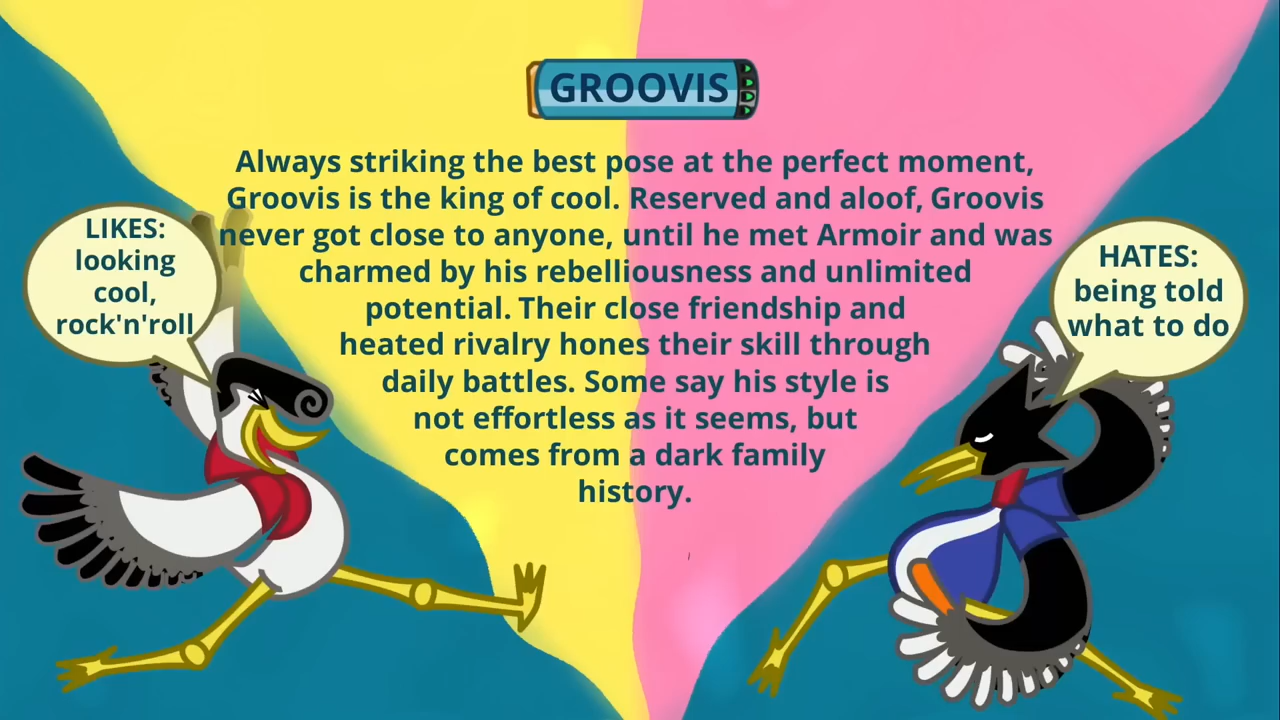 GROOVIS
Always striking the best pose at the perfect moment,
Groovis is the king of cool. Reserved and aloof, Groovis
never got close to anyone, until he met Armoir and was
charmed by his rebelliousness and unlimited
potential. Their close friendship and
heated rivalry hones their skill through
daily battles. Some say his style is
not effortless as it seems, but
comes from a dark family
history.
LIKES:
looking
cool,
rock'n'roll
HATES:
being told
what to do